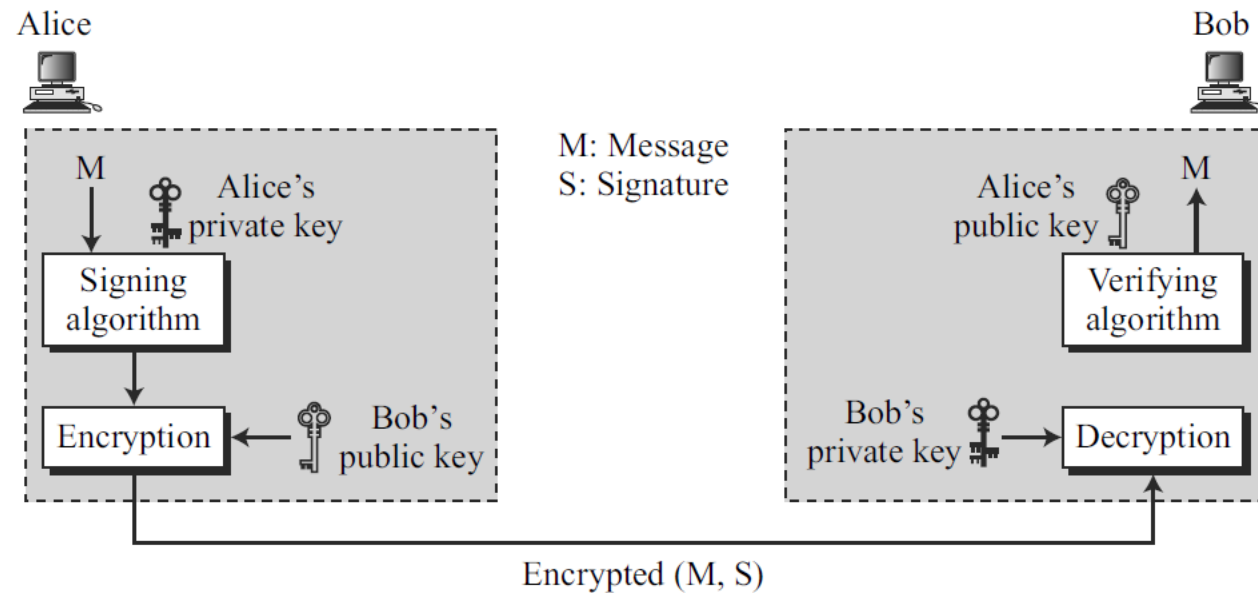 Alice
Bob
M: Message
S: Signature
M
Alice’s
private key
Signing
algorithm
Encryption
Bob’s
public key
Alice’s
public key
M
Verifying
algorithm
Bob’s
private key
Decryption
Encrypted (M, S)